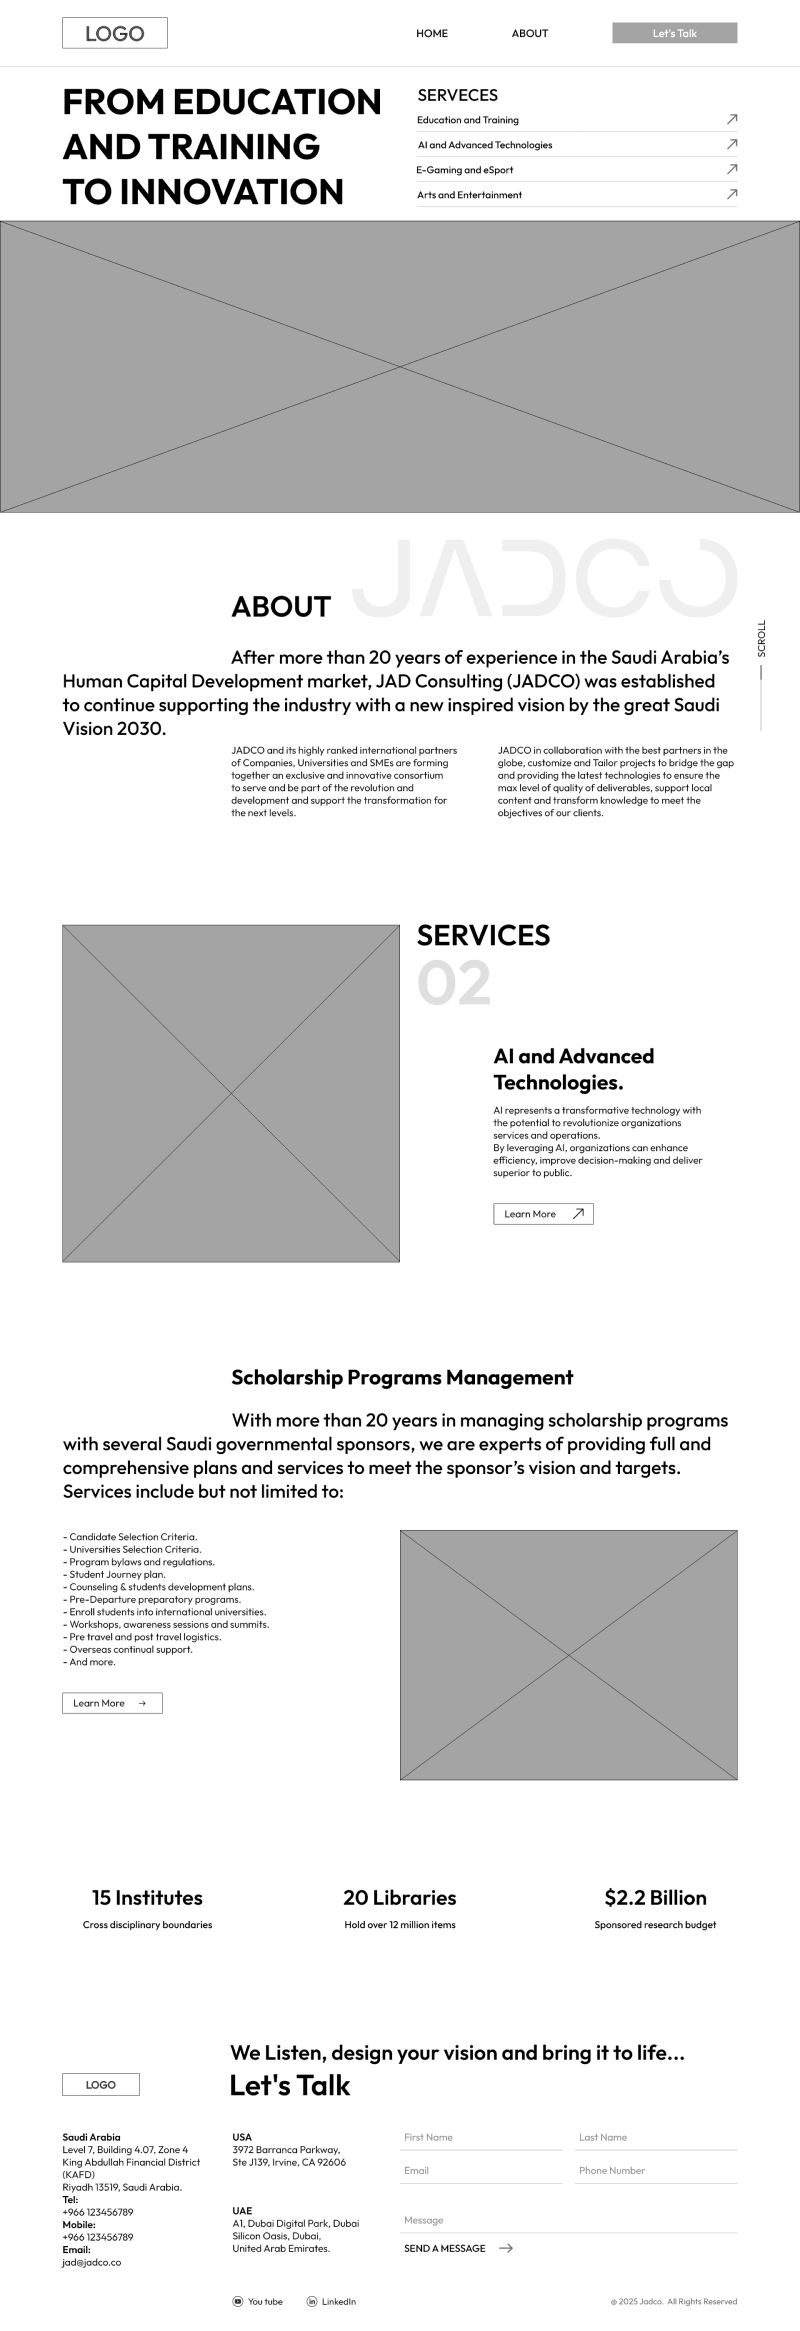 LOGO
HOME
ABOUT
Let's Talk
FROM EDUCATION
AND TRAINING
TO INNOVATION
SERVECES
Education and Training
AI and Advanced Technologies
E-Gaming and eSport
Arts and Entertainment
JADCO
ABOUT
SCROLL
After more than 20 years of experience in the Saudi Arabia’s
Human Capital Development market, JAD Consulting (JADCO) was established
to continue supporting the industry with a new inspired vision by the great Saudi
Vision 2030.
JADCO and its highly ranked international partners
of Companies, Universities and SMEs are forming
together an exclusive and innovative consortium
to serve and be part of the revolution and
development and support the transformation for
the next levels.
JADCO in collaboration with the best partners in the
globe, customize and Tailor projects to bridge the gap
and providing the latest technologies to ensure the
max level of quality of deliverables, support local
content and transform knowledge to meet the
objectives of our clients.
SERVICES
02
AI and Advanced
Technologies.
AI represents a transformative technology with
the potential to revolutionize organizations
services and operations.
By leveraging AI, organizations can enhance
efficiency, improve decision-making and deliver
superior to public.
Learn More
Scholarship Programs Management
With more than 20 years in managing scholarship programs
with several Saudi governmental sponsors, we are experts of providing full and
comprehensive plans and services to meet the sponsor’s vision and targets.
Services include but not limited to:
- Candidate Selection Criteria.
- Universities Selection Criteria.
- Program bylaws and regulations.
- Student Journey plan.
- Counseling & students development plans.
- Pre-Departure preparatory programs.
- Enroll students into international universities.
- Workshops, awareness sessions and summits.
- Pre travel and post travel logistics.
- Overseas continual support.
- And more.
Learn More →
15 Institutes
Cross disciplinary boundaries
20 Libraries
Hold over 12 million items
$2.2 Billion
Sponsored research budget
We Listen, design your vision and bring it to life...
Let's Talk
LOGO
Saudi Arabia
Level 7, Building 4.07, Zone 4
King Abdullah Financial District
(KAFD)
Riyadh 13519, Saudi Arabia.
Tel:
+966 123456789
Mobile:
+966 123456789
Email:
jad@jadco.co
USA
3972 Barranca Parkway,
Ste J139, Irvine, CA 92606
UAE
A1, Dubai Digital Park, Dubai
Silicon Oasis, Dubai,
United Arab Emirates.
First Name
Last Name
Email
Phone Number
Message
SEND A MESSAGE
You tube
LinkedIn
© 2025 Jadco. All Rights Reserved